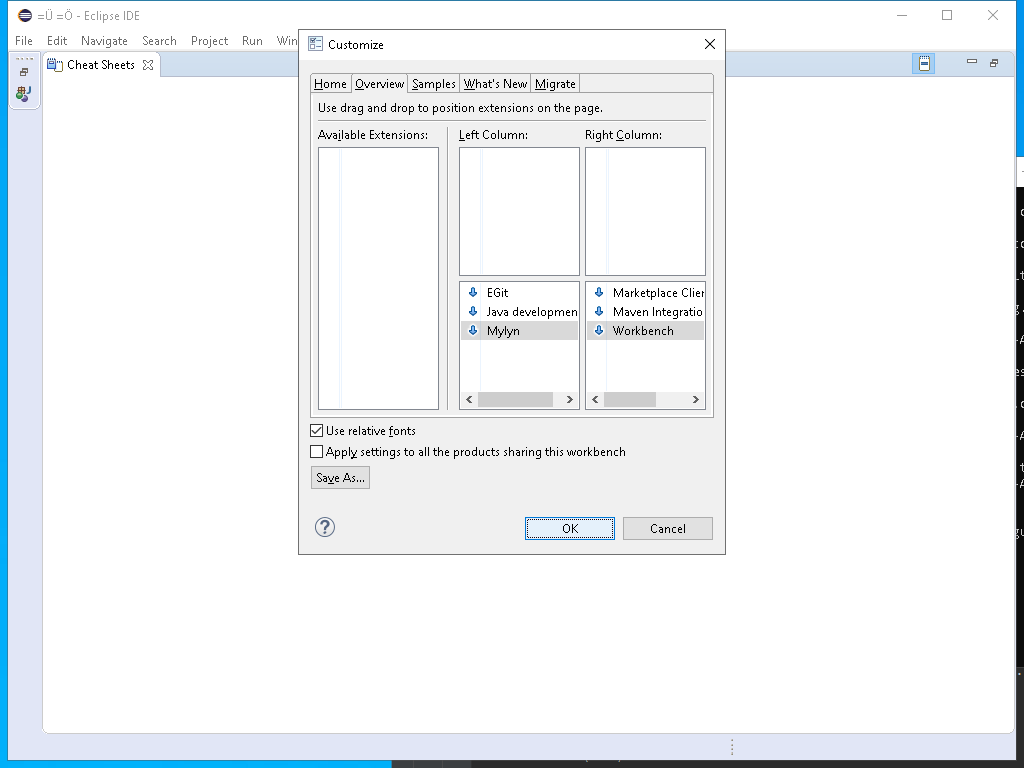 =Ü =Ö - Eclipse IDE
File Edit Navigate Search Project Run Win
Customize
Cheat Sheets
Home Overview Samples What's New Migrate
Use drag and drop to position extensions on the page.
Available Extensions: Left Column: Right Column:
EGit Marketplace Clier
Java developmen Maven Integratio
Mylyn Workbench
Use relative fonts
Apply settings to all the products sharing this workbench
Save As...
? OK Cancel